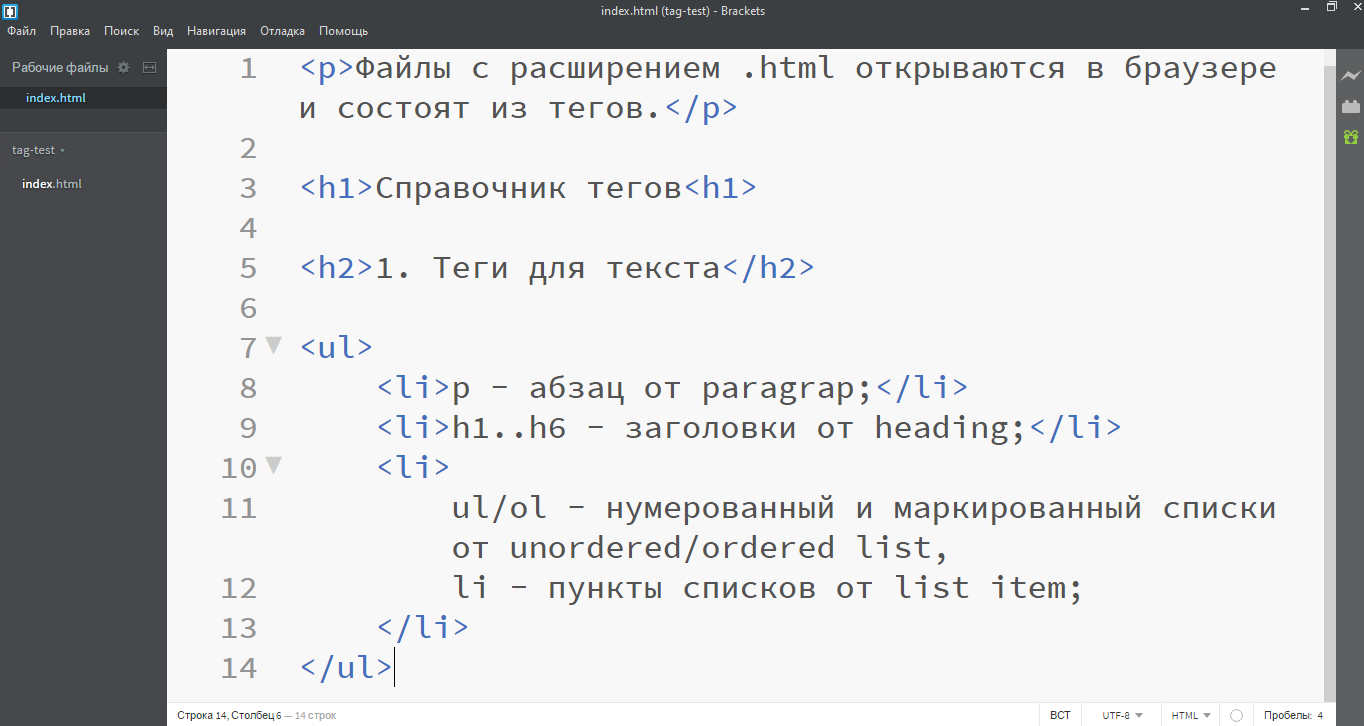 index.html (tag-test) - Brackets
Файл Правка Поиск Вид Навигация Отладка Помощь
Рабочие файлы
index.html
tag-test
index.html
1 <p>Файлы с расширением .html открываются в браузере
и состоят из тегов.</p>
2
3 <h1>Справочник тегов<h1>
4
5 <h2>1. Теги для текста</h2>
6
7 <ul>
8 <li>p - абзац от paragrap;</li>
9 <li>h1..h6 - заголовки от heading;</li>
10 <li>
11 ul/ol - нумерованный и маркированный списки
от unordered/ordered list,
12 li - пункты списков от list item;
13 </li>
14 </ul>
Строка 14, Столбец 6 — 14 строк
ВСТ UTF-8 HTML Пробелы: 4